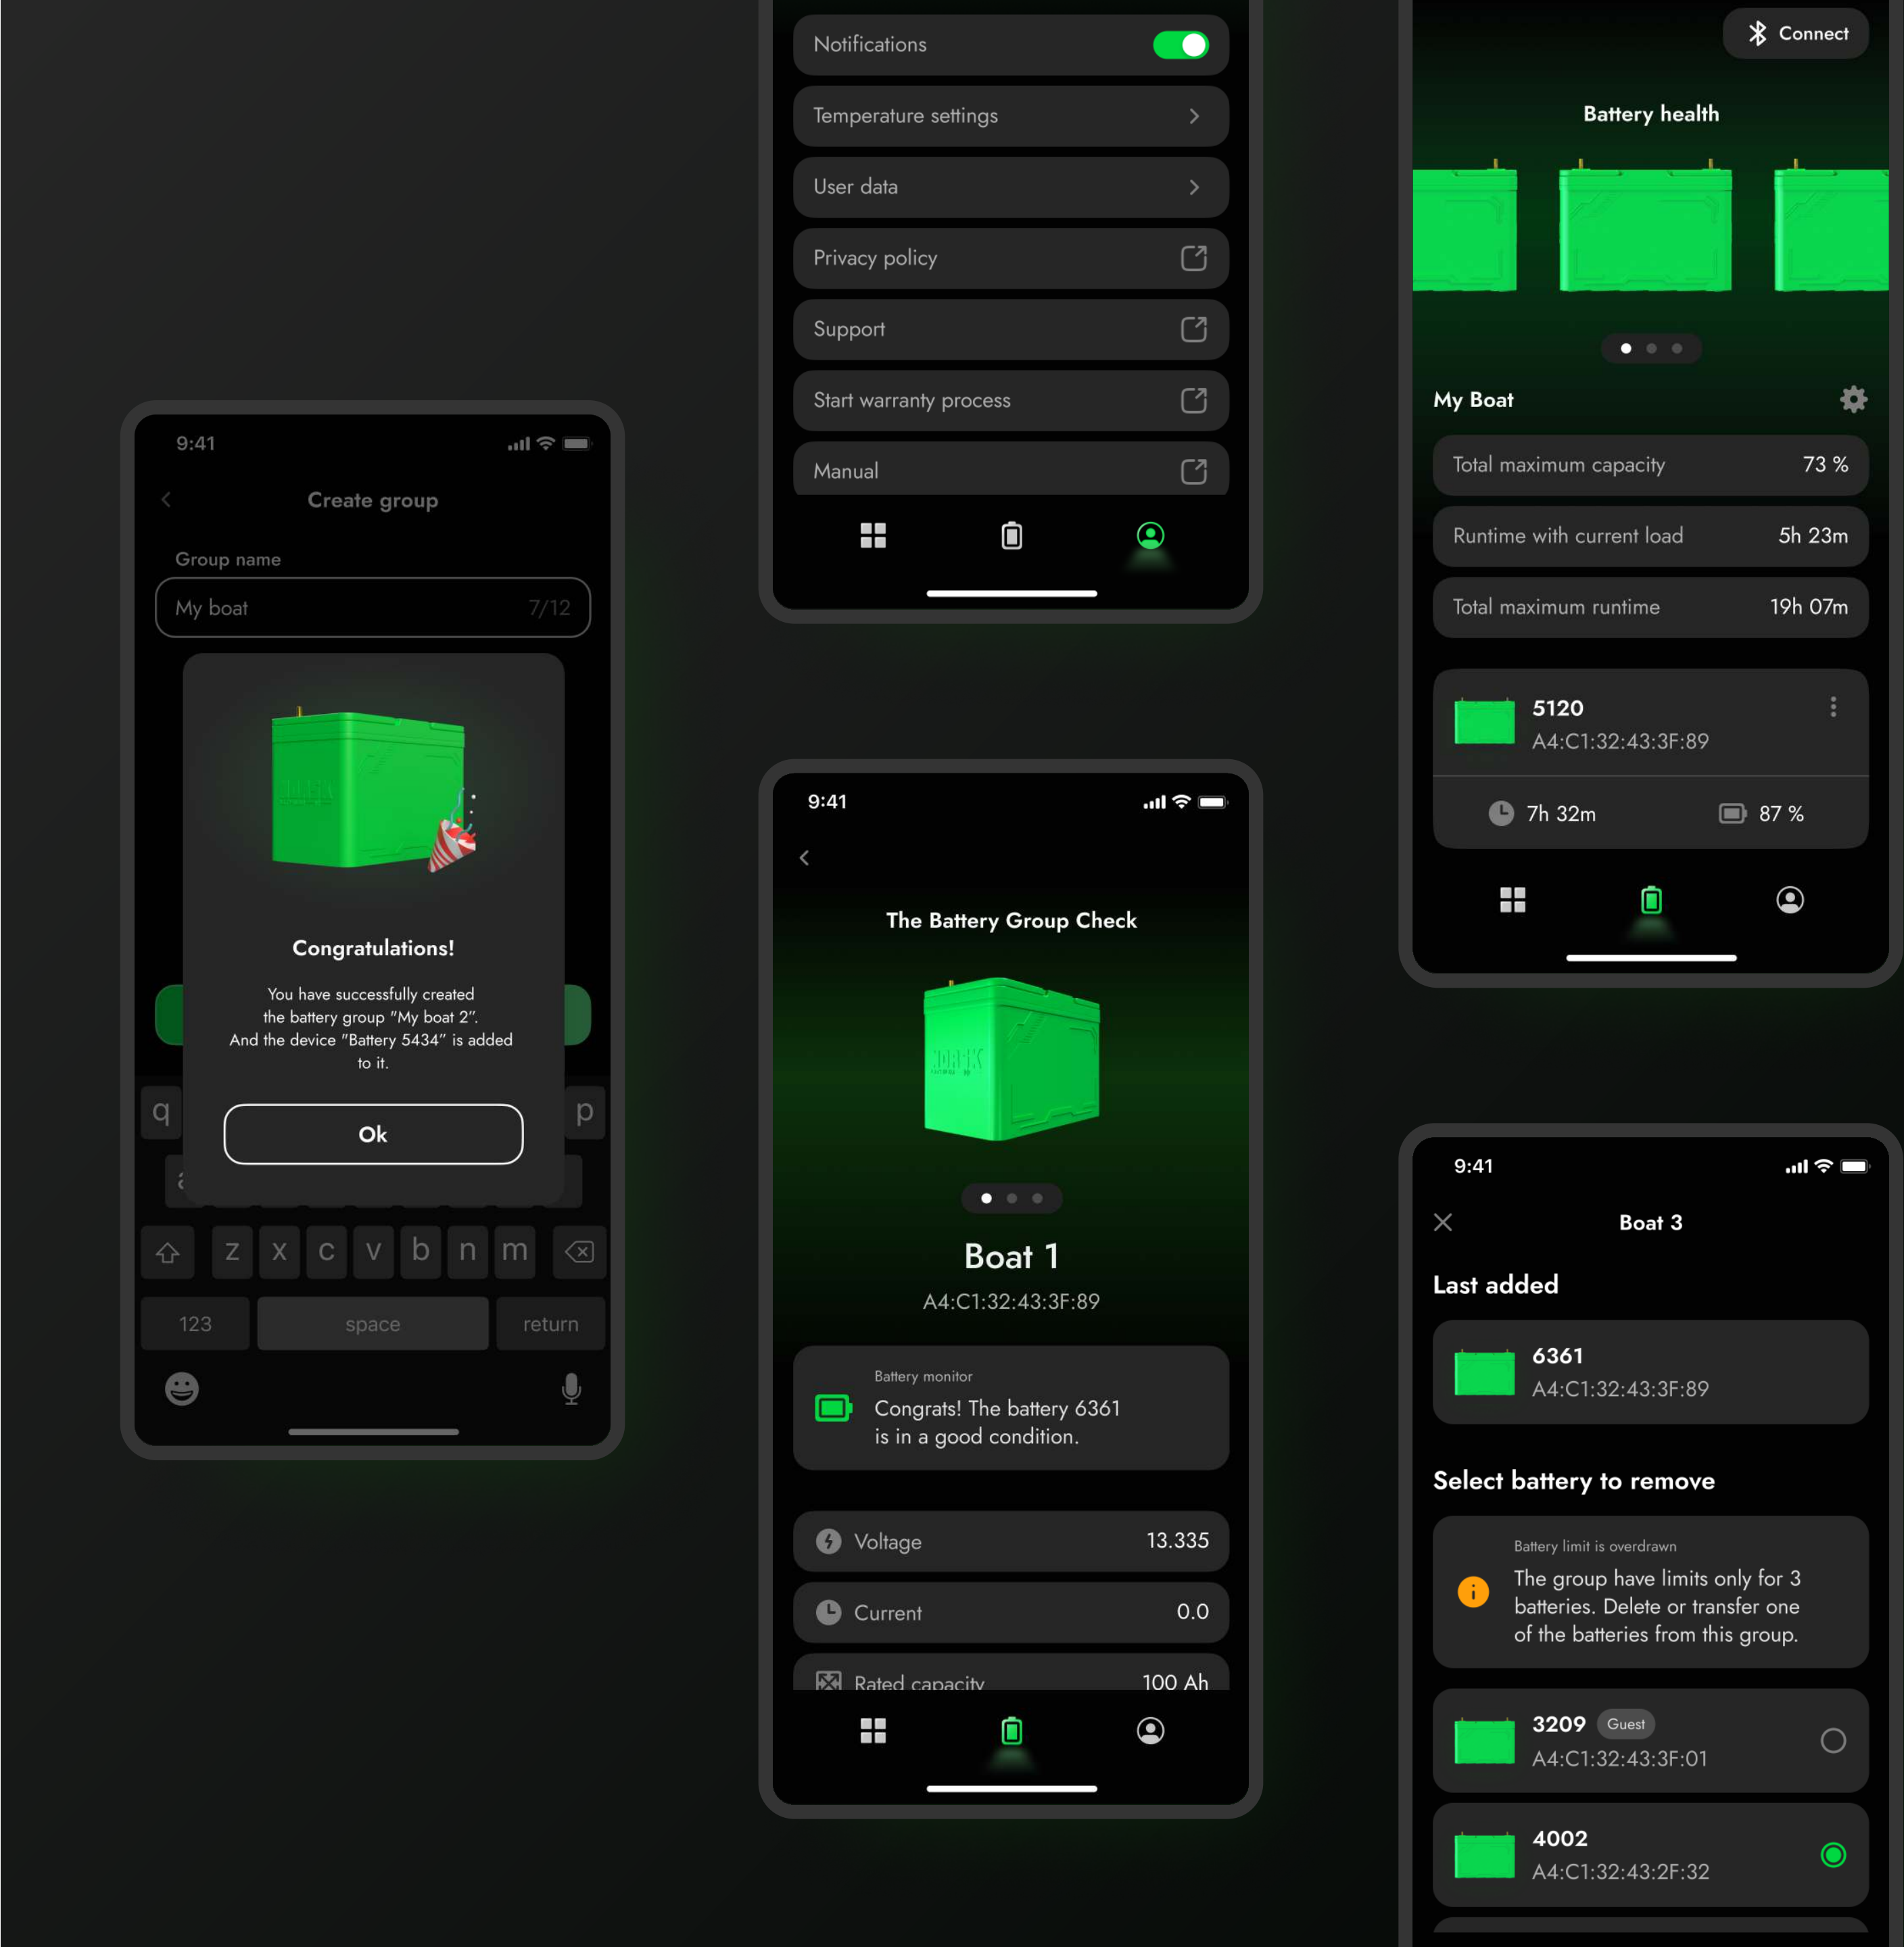 9:41
Create group
Group name
My boat 7/12
Congratulations!
You have successfully created
the battery group "My boat 2".
And the device "Battery 5434" is added
to it.
q p
Ok
z x c v b n m
123 space return
Notifications
Temperature settings
User data
Privacy policy
Support
Start warranty process
Manual
9:41
The Battery Group Check
NORSK
Boat 1
A4:C1:32:43:3F:89
Battery monitor
Congrats! The battery 6361
is in a good condition.
Voltage 13.335
Current 0.0
Rated capacity 100 Ah
Connect
Battery health
My Boat
Total maximum capacity 73 %
Runtime with current load 5h 23m
Total maximum runtime 19h 07m
5120
A4:C1:32:43:3F:89
7h 32m 87 %
9:41
Boat 3
Last added
6361
A4:C1:32:43:3F:89
Select battery to remove
Battery limit is overdrawn
The group have limits only for 3
batteries. Delete or transfer one
of the batteries from this group.
3209 Guest
A4:C1:32:43:3F:01
4002
A4:C1:32:43:2F:32